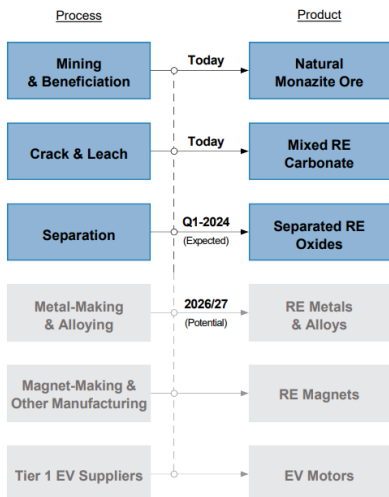 Process
Product
Mining
& Beneficiation
Today
Natural
Monazite Ore
Crack & Leach
Today
Mixed RE
Carbonate
Separation
Q1-2024
(Expected)
Separated RE
Oxides
Metal-Making
& Alloying
2026/27
(Potential)
RE Metals
& Alloys
Magnet-Making &
Other Manufacturing
RE Magnets
Tier 1 EV Suppliers
EV Motors